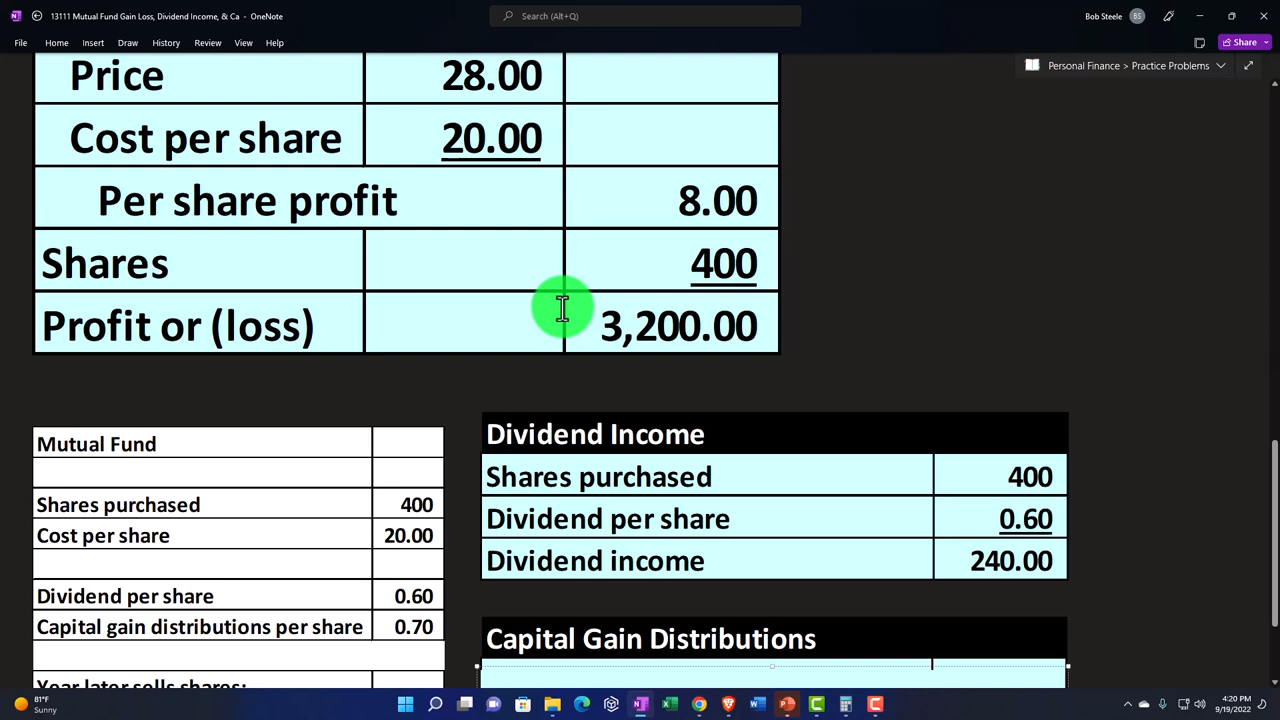 13111 Mutual Fund Gain Loss, Dividend Income, & Ca - OneNote
Search (Alt+Q)
Bob Steele
BS
File Home Insert Draw History Review View Help
Share
Personal Finance > Practice Problems
Price 28.00
Cost per share 20.00
Per share profit 8.00
Shares 400
Profit or (loss) 3,200.00
Mutual Fund
Shares purchased 400
Cost per share 20.00
Dividend per share 0.60
Capital gain distributions per share 0.70
Year later sells shares:
Dividend Income
Shares purchased 400
Dividend per share 0.60
Dividend income 240.00
Capital Gain Distributions
81°F
Sunny
4:20 PM
9/19/2022